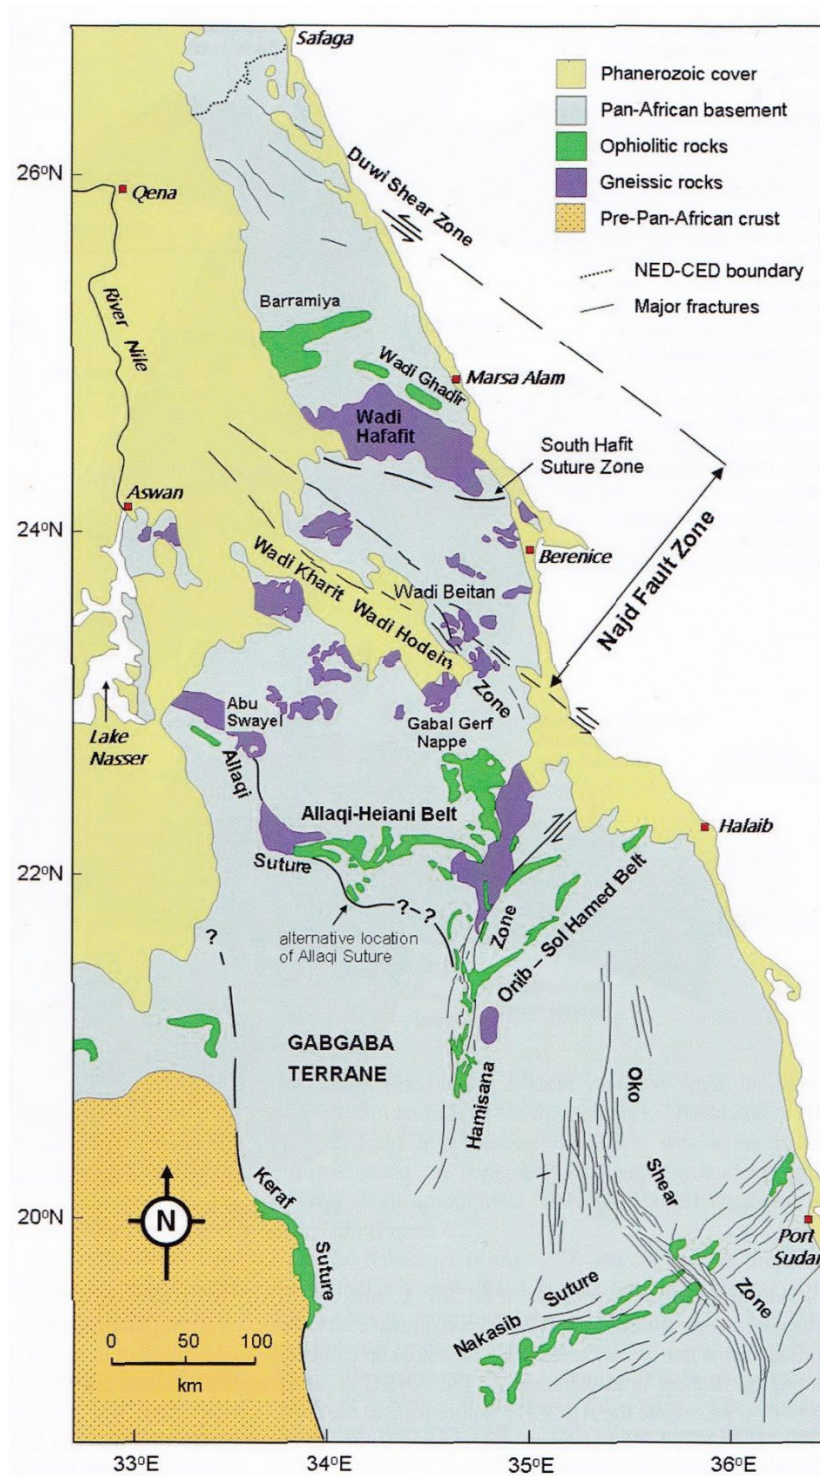 Safaga
Phanerozoic cover
Pan-African basement
Ophiolitic rocks
Gneissic rocks
Pre-Pan-African crust
NED-CED boundary
Major fractures
26°N
Qena
River Nile
Duwi Shear Zone
Barramiya
Wadi Ghadir
Marsa Alam
Wadi
Hafafit
South Hafit
Suture Zone
Aswan
24°N
Berenice
Najd Fault Zone
Wadi Kharit
Wadi Hodein
Wadi Beitan
Zone
Abu
Swayel
Gabal Gerf
Nappe
Lake
Nasser
Allaqi
Suture
Allaqi-Heiani Belt
Halaib
22°N
? - ?
alternative location
of Allaqi Suture
?
Zone
Onib – Sol Hamed Belt
GABGABA
TERRANE
Hamisana
Oko
Shear
Zone
Keraf
Suture
20°N
N
Port
Sudan
Nakasib
Suture
0 50 100
km
33°E 34°E 35°E 36°E